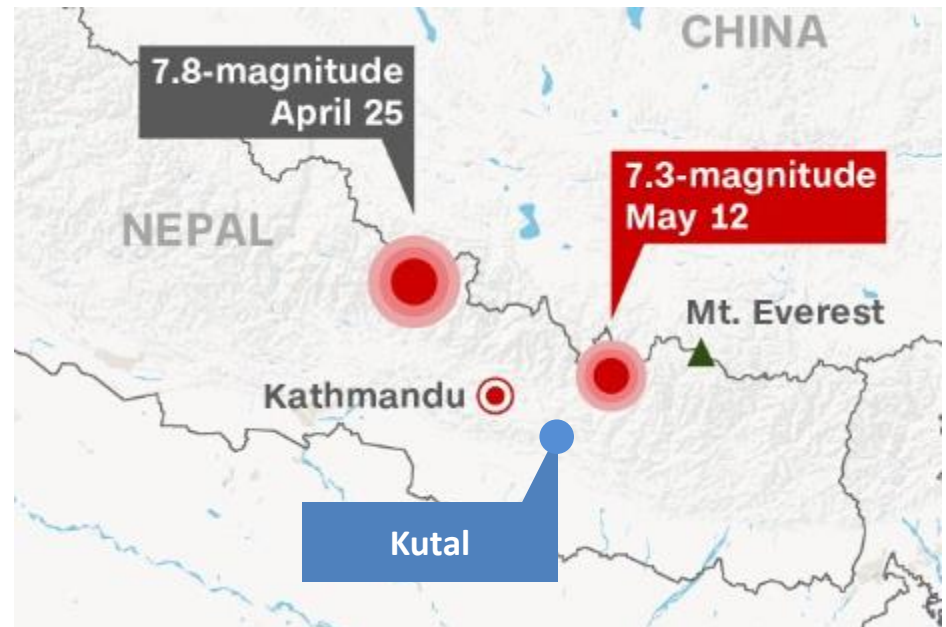 CHINA
7.8-magnitude
April 25
7.3-magnitude
May 12
NEPAL
Mt. Everest
Kathmandu
Kutal